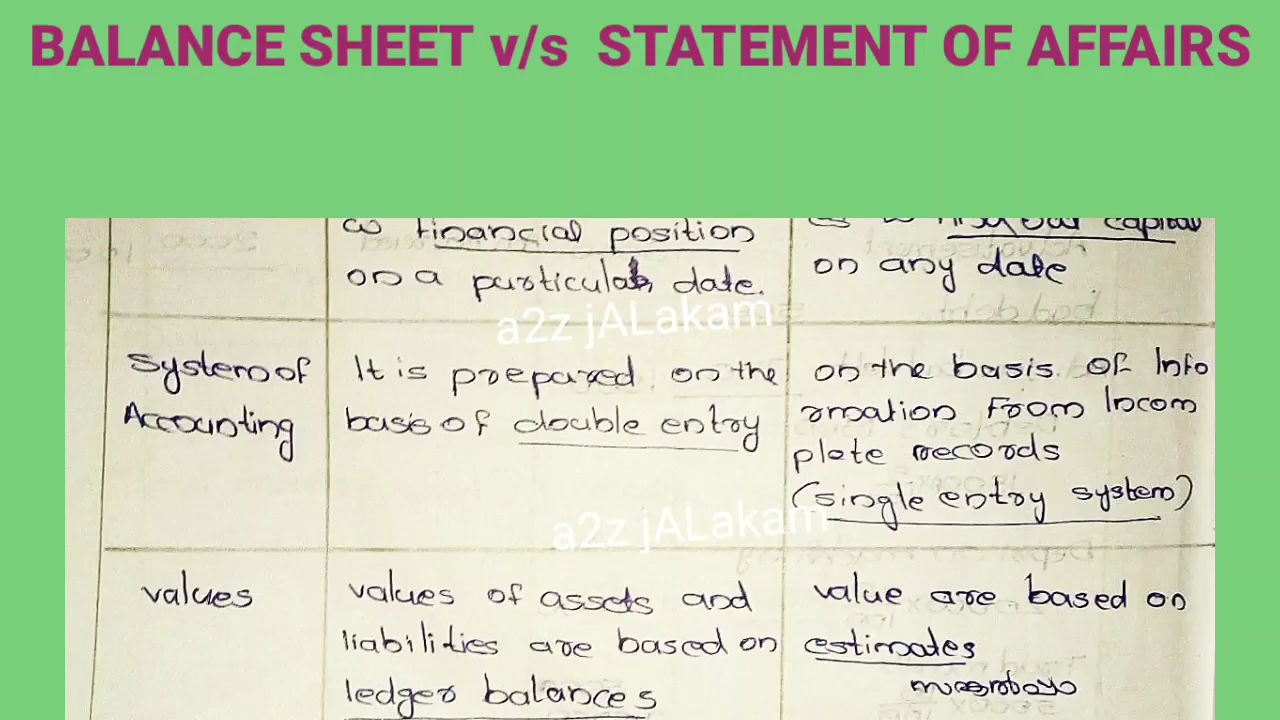 BALANCE SHEET v/s STATEMENT OF AFFAIRS
financial position
on a particular date.
capital
on any date
a2z jALakam
System of
Accounting
It is prepared on the
basis of double entry
on the basis of Info
rmation From Incom
plete records
(single entry system)
a2z jALakam
values
values of assets and
liabilities are based on
ledger balances
value are based on
estimates